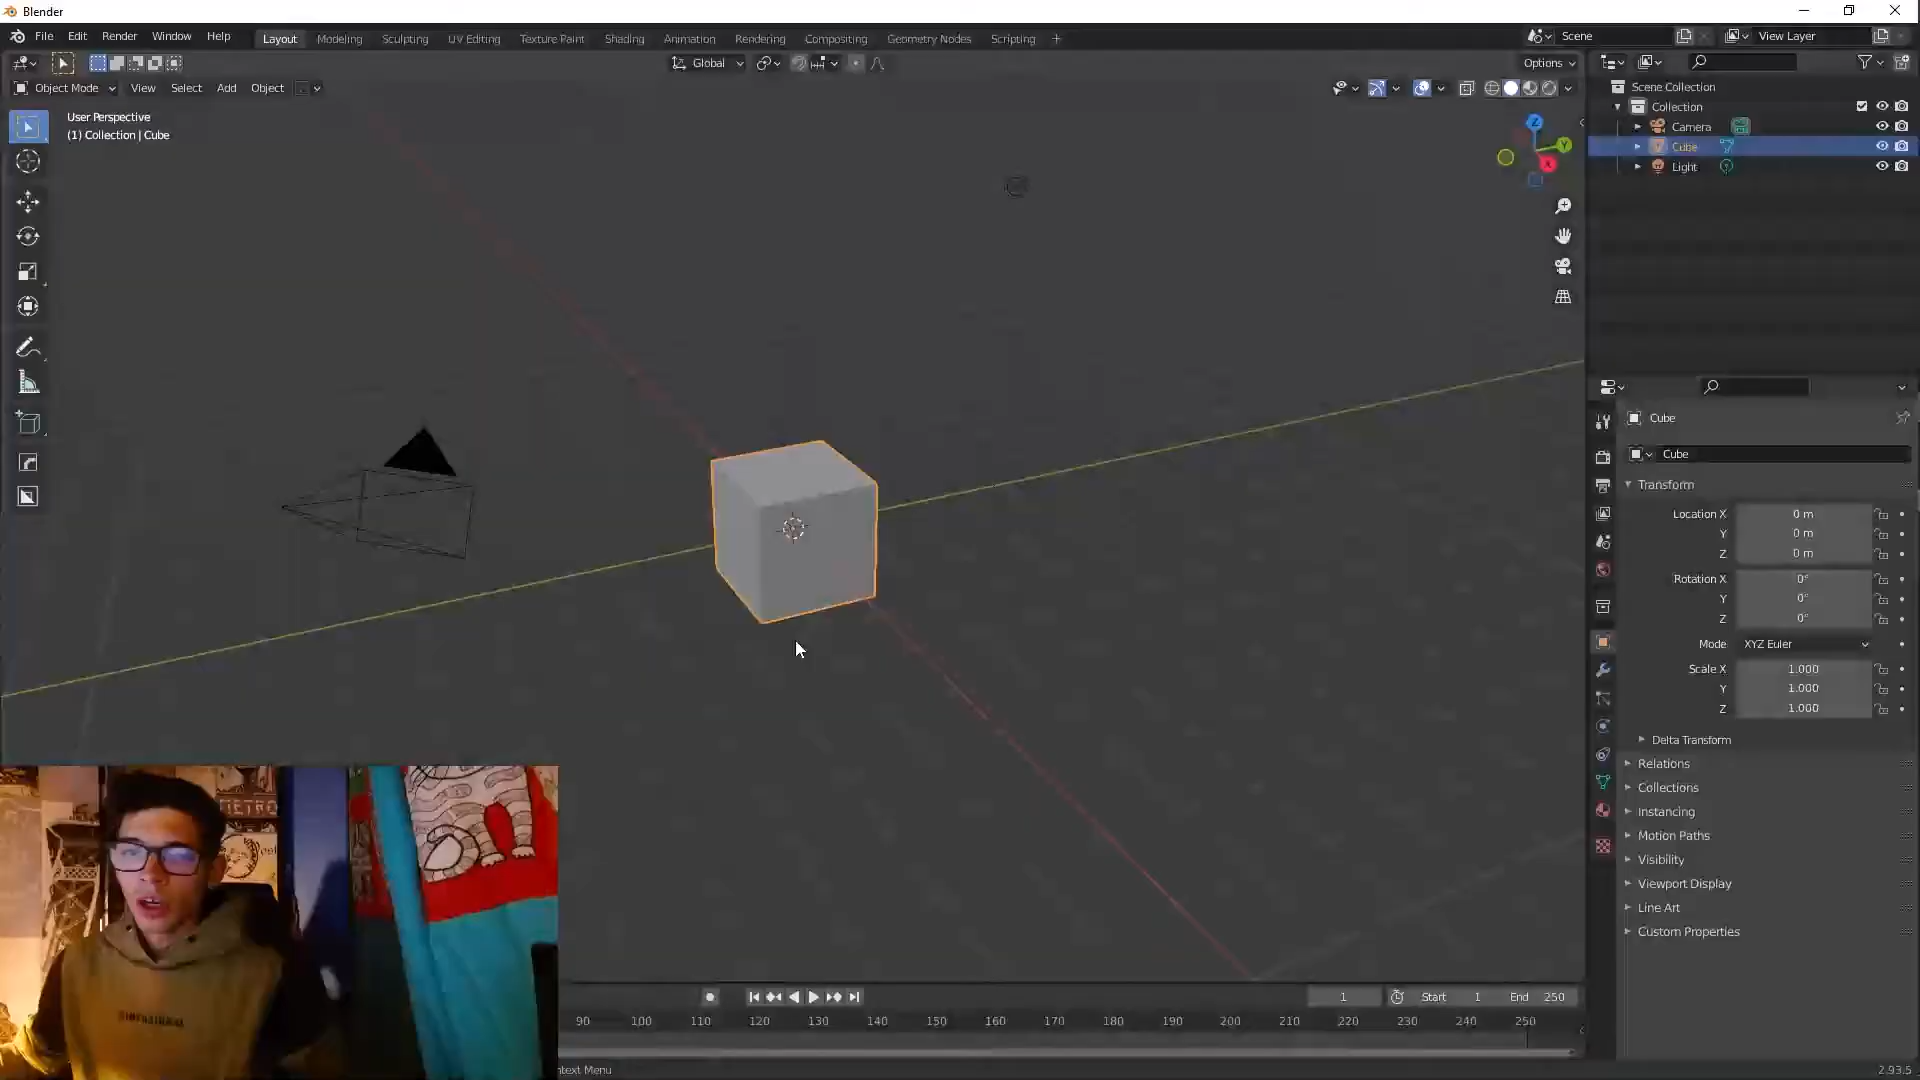 Blender
File Edit Render Window Help
Layout Modeling Sculpting UV Editing Texture Paint Shading Animation Rendering Compositing Geometry Nodes Scripting +
Scene
View Layer
Global
Options
Object Mode View Select Add Object
User Perspective
(1) Collection | Cube
Z
Y
X
Scene Collection
Collection
Camera
Cube
Light
Cube
Cube
Transform
Location X 0 m
Y 0 m
Z 0 m
Rotation X 0°
Y 0°
Z 0°
Mode XYZ Euler
Scale X 1.000
Y 1.000
Z 1.000
Delta Transform
Relations
Collections
Instancing
Motion Paths
Visibility
Viewport Display
Line Art
Custom Properties
1 Start 1 End 250
90 100 110 120 130 140 150 160 170 180 190 200 210 220 230 240 250
text Menu
2.93.5